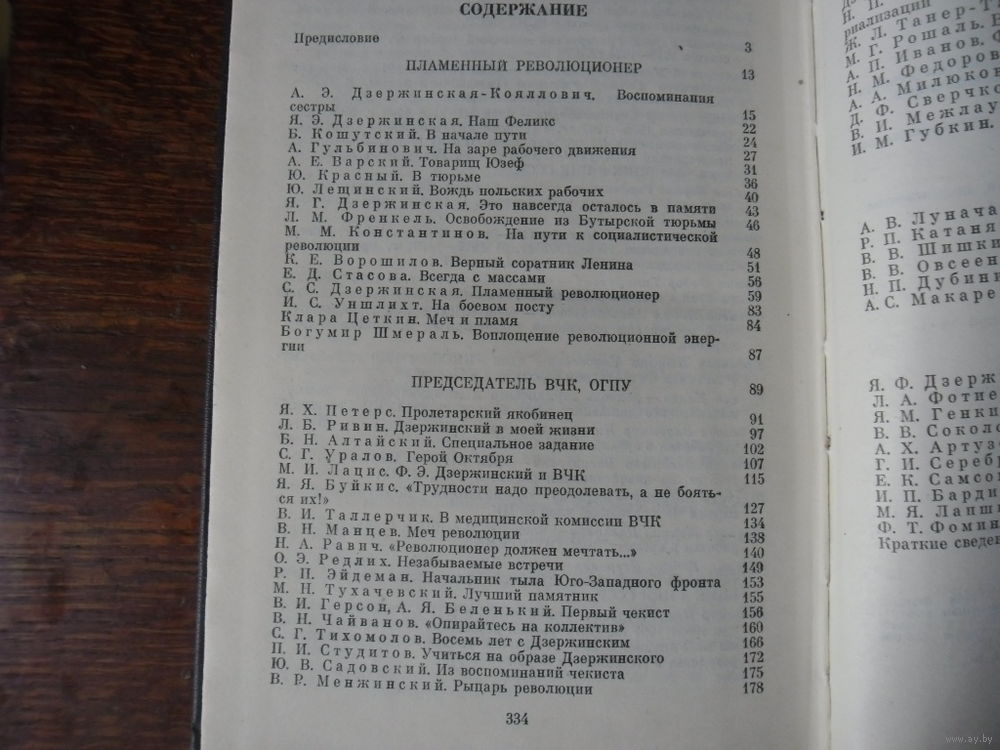 СОДЕРЖАНИЕ
Предисловие 3
ПЛАМЕННЫЙ РЕВОЛЮЦИОНЕР 13
А. Э. Дзержинская-Кояллович. Воспоминания
сестры 15
Я. Э. Дзержинская. Наш Феликс 22
Б. Кошутский. В начале пути 24
А. Гульбинович. На заре рабочего движения 27
А. Е. Варский. Товарищ Юзеф 31
Ю. Красный. В тюрьме 36
Ю. Лещинский. Вождь польских рабочих 40
Я. Г. Дзержинская. Это навсегда осталось в памяти 43
Л. М. Френкель. Освобождение из Бутырской тюрьмы 46
М. М. Константинов. На пути к социалистической
революции 48
К. Е. Ворошилов. Верный соратник Ленина 51
Е. Д. Стасова. Всегда с массами 56
С. С. Дзержинская. Пламенный революционер 59
И. С. Уншлихт. На боевом посту 83
Клара Цеткин. Меч и пламя 84
Богумир Шмераль. Воплощение революционной энер-
гии 87
ПРЕДСЕДАТЕЛЬ ВЧК, ОГПУ 89
Я. Х. Петерс. Пролетарский якобинец 91
Л. Б. Ривин. Дзержинский в моей жизни 97
Б. Н. Алтайский. Специальное задание 102
С. Г. Уралов. Герой Октября 107
М. И. Лацис. Ф. Э. Дзержинский и ВЧК 115
Я. Я. Буйкис. «Трудности надо преодолевать, а не боять-
ся их!» 127
В. И. Таллерчик. В медицинской комиссии ВЧК 134
В. Н. Манцев. Меч революции 138
Н. А. Равич. «Революционер должен мечтать...» 140
О. Э. Редлих. Незабываемые встречи 149
Р. П. Эйдеман. Начальник тыла Юго-Западного фронта 153
М. Н. Тухачевский. Лучший памятник 155
В. И. Герсон, А. Я. Беленький. Первый чекист 156
В. Н. Чайванов. «Опирайтесь на коллектив» 160
С. Г. Тихомолов. Восемь лет с Дзержинским 166
П. И. Студитов. Учиться на образе Дзержинского 172
Ю. В. Садовский. Из воспоминаний чекиста 175
В. Р. Менжинский. Рыцарь революции 178
334
Н. П.
риализации
Ж. Л. Танер-Т
М. Г. Рошаль.
А. П. Иванов.
Н. М. Федоров
А. А. Милюков
Д. Ф. Сверчко
В. И. Межлау
И. М. Губкин.
А. В. Луначa
Р. П. Катаня
В. В. Шишки
В. В. Овсеен
Н. П. Дубини
А. С. Макаре
Я. Ф. Дзерж
Л. А. Фотие
Я. М. Генки
В. В. Соколо
А. Х. Артуз
Г. И. Серебр
Е. К. Самсо
И. П. Барди
М. Я. Лапши
Ф. Т. Фомин
Краткие сведе
www.ay.by